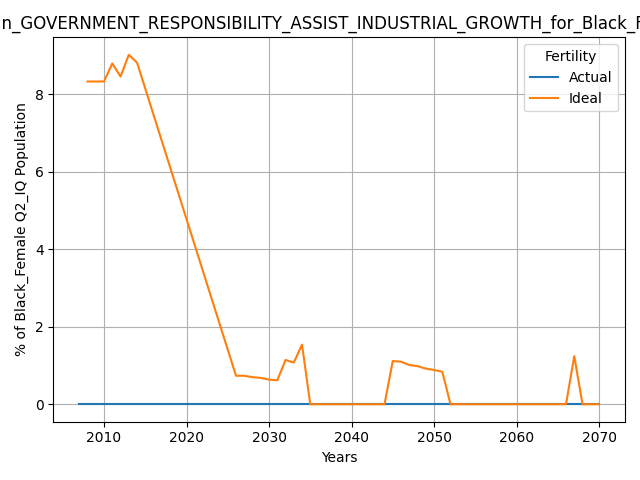 n_GOVERNMENT_RESPONSIBILITY_ASSIST_INDUSTRIAL_GROWTH_for_Black_F
Fertility
Actual
Ideal
% of Black_Female Q2_IQ Population
8
6
4
2
0
2010 2020 2030 2040 2050 2060 2070
Years